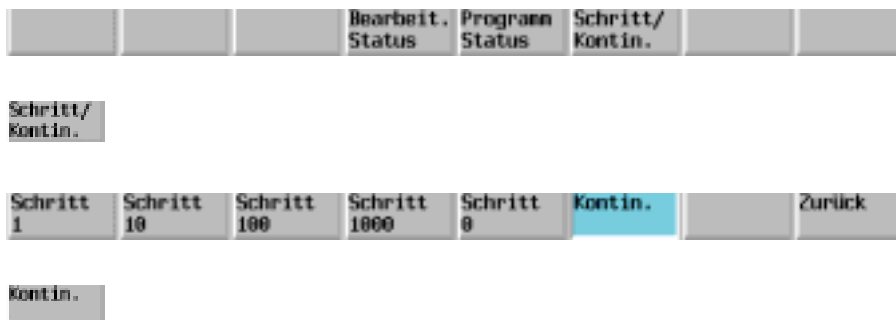 Bearbeit. Programm Schritt/
Status Status Kontin.
Schritt/
Kontin.
Schritt Schritt Schritt Schritt Schritt Kontin. Zurück
1 10 100 1000 0
Kontin.